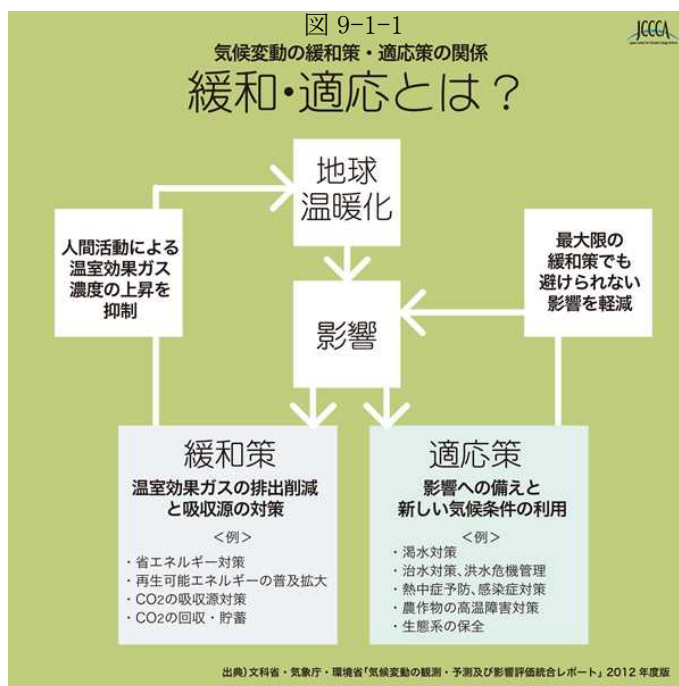 図 9-1-1
JCCCA
気候変動の緩和策・適応策の関係
緩和・適応とは？
地球
温暖化
人間活動による
温室効果ガス
濃度の上昇を
抑制
最大限の
緩和策でも
避けられない
影響を軽減
影響
緩和策
温室効果ガスの排出削減
と吸収源の対策
＜例＞
・省エネルギー対策
・再生可能エネルギーの普及拡大
・CO2の吸収源対策
・CO2の回収・貯蓄
適応策
影響への備えと
新しい気候条件の利用
＜例＞
・渇水対策
・治水対策、洪水危機管理
・熱中症予防、感染症対策
・農作物の高温障害対策
・生態系の保全
出典）文科省・気象庁・環境省「気候変動の観測・予測及び影響評価統合レポート」2012年度版